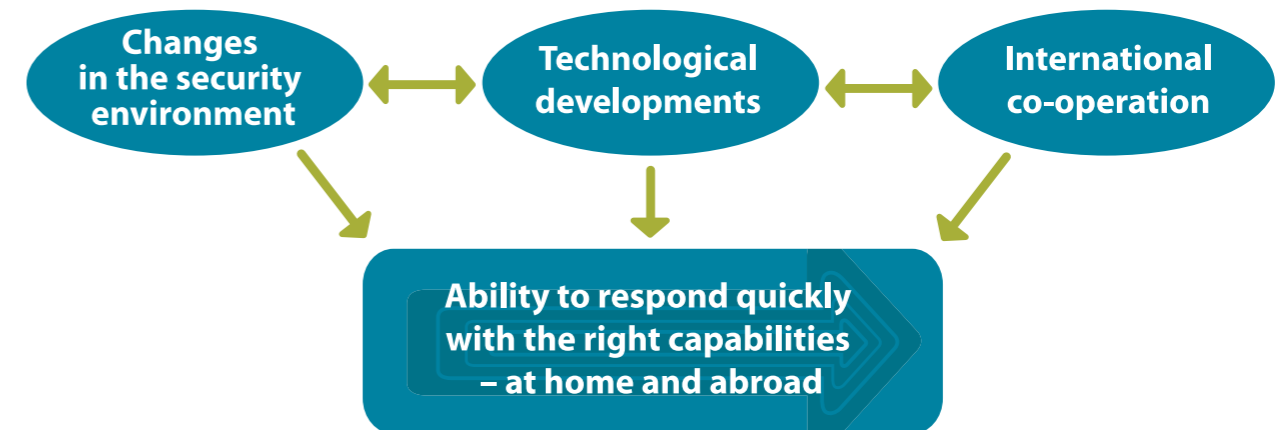 Changes
in the security
environment
Technological
developments
International
co-operation
Ability to respond quickly
with the right capabilities
– at home and abroad